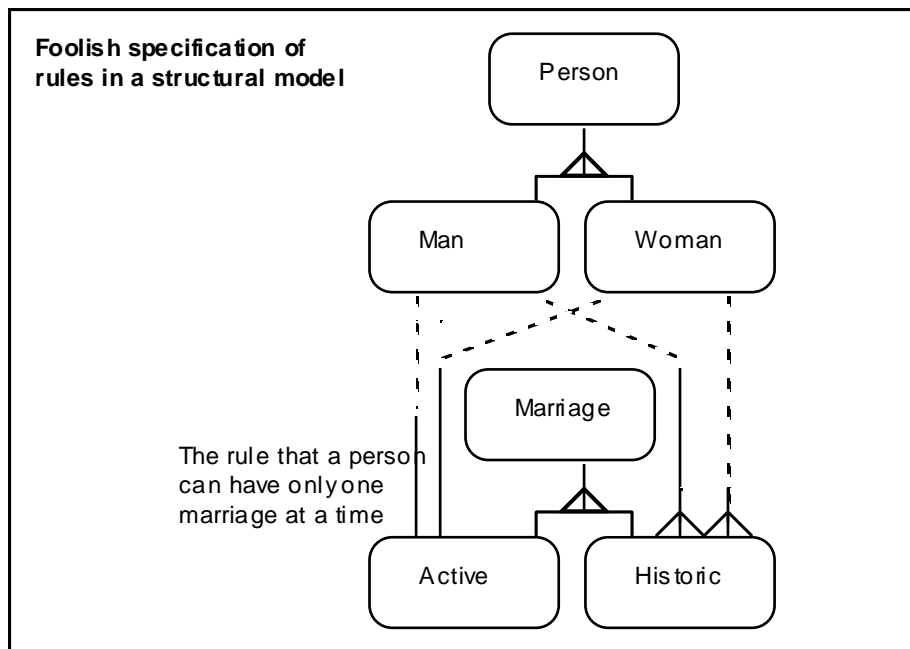 Foolish specification of
rules in a structural model
Person
Man
Woman
Marriage
The rule that a person
can have only one
marriage at a time
Active
Historic